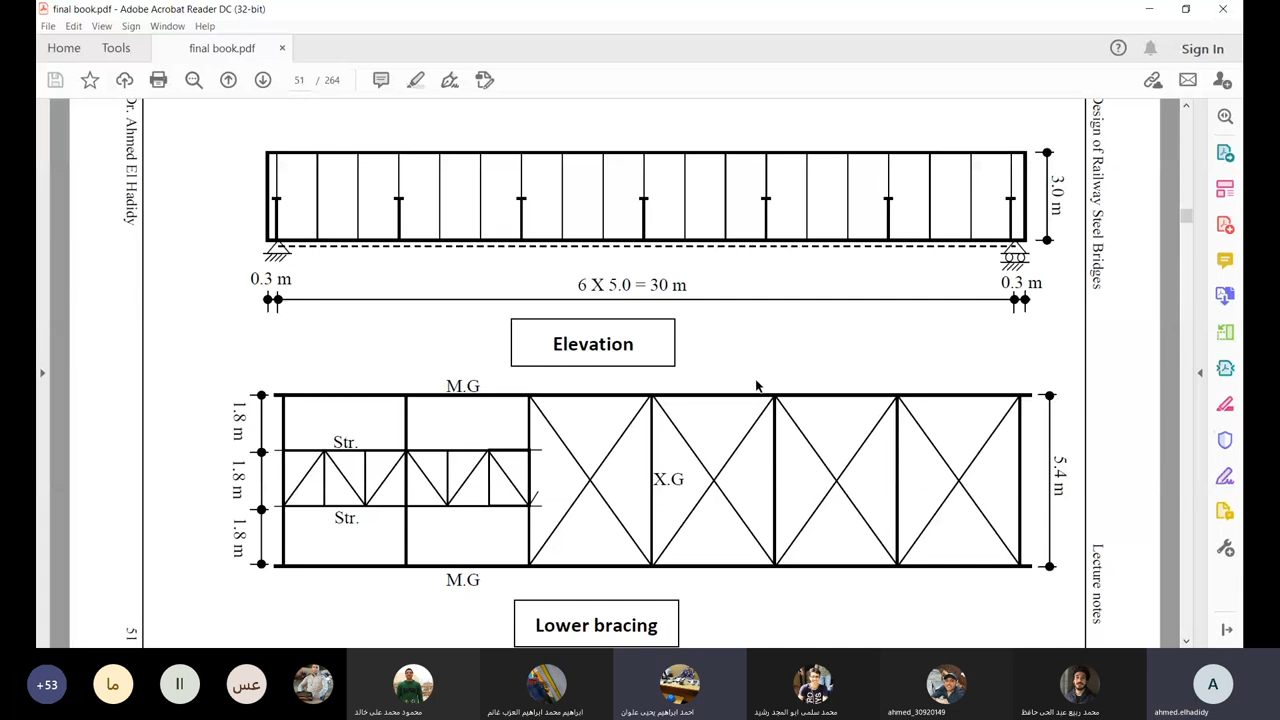 final book.pdf - Adobe Acrobat Reader DC (32-bit)
File Edit View Sign Window Help
Home Tools final book.pdf × Sign In
51 / 264
Dr. Ahmed El Hadidy
Design of Railway Steel Bridges
3.0 m
0.3 m
6 X 5.0 = 30 m
0.3 m
Elevation
M.G
1.8 m
Str.
1.8 m
X.G
5.4 m
Str.
1.8 m
M.G
Lower bracing
51
Lecture notes
+53
ما
اا
عس
A
محمود محمد على خالد
ابراهيم محمد ابراهيم العزب غانم
احمد ابراهيم يحيى علوان
محمد سلمى ابو المجد رشيد
ahmed_30920149
محمد ربيع عبد الحى حافظ
ahmed.elhadidy